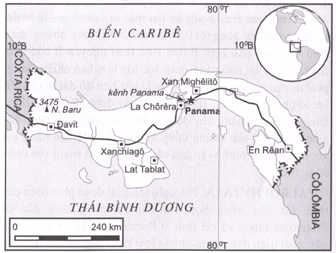 80°T
BIỂN CARIBÊ
10°B
10°B
CÔXTA RICA
Xan Mighêlitô
kênh Panama
3475
N. Baru
La Chôrêra
Panama
Đavít
Xanchiagô
En Rêan
Lat Tablat
THÁI BÌNH DƯƠNG
CÔLÔMBIA
0
240 km
80°T